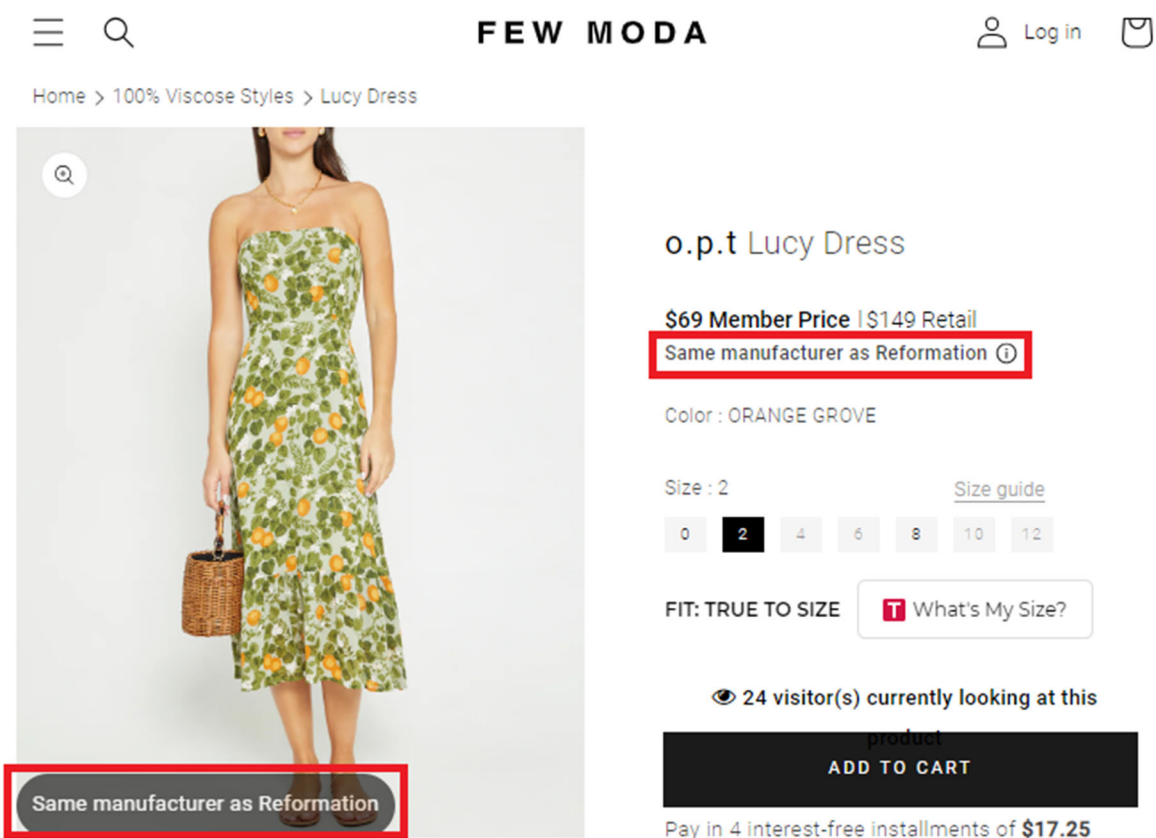 FEW MODA
Log in
Home > 100% Viscose Styles > Lucy Dress
o.p.t Lucy Dress
$69 Member Price | $149 Retail
Same manufacturer as Reformation
Color : ORANGE GROVE
Size : 2
Size guide
0 2 4 6 8 10 12
FIT: TRUE TO SIZE
T What's My Size?
24 visitor(s) currently looking at this
product
ADD TO CART
Same manufacturer as Reformation
Pay in 4 interest-free installments of $17.25